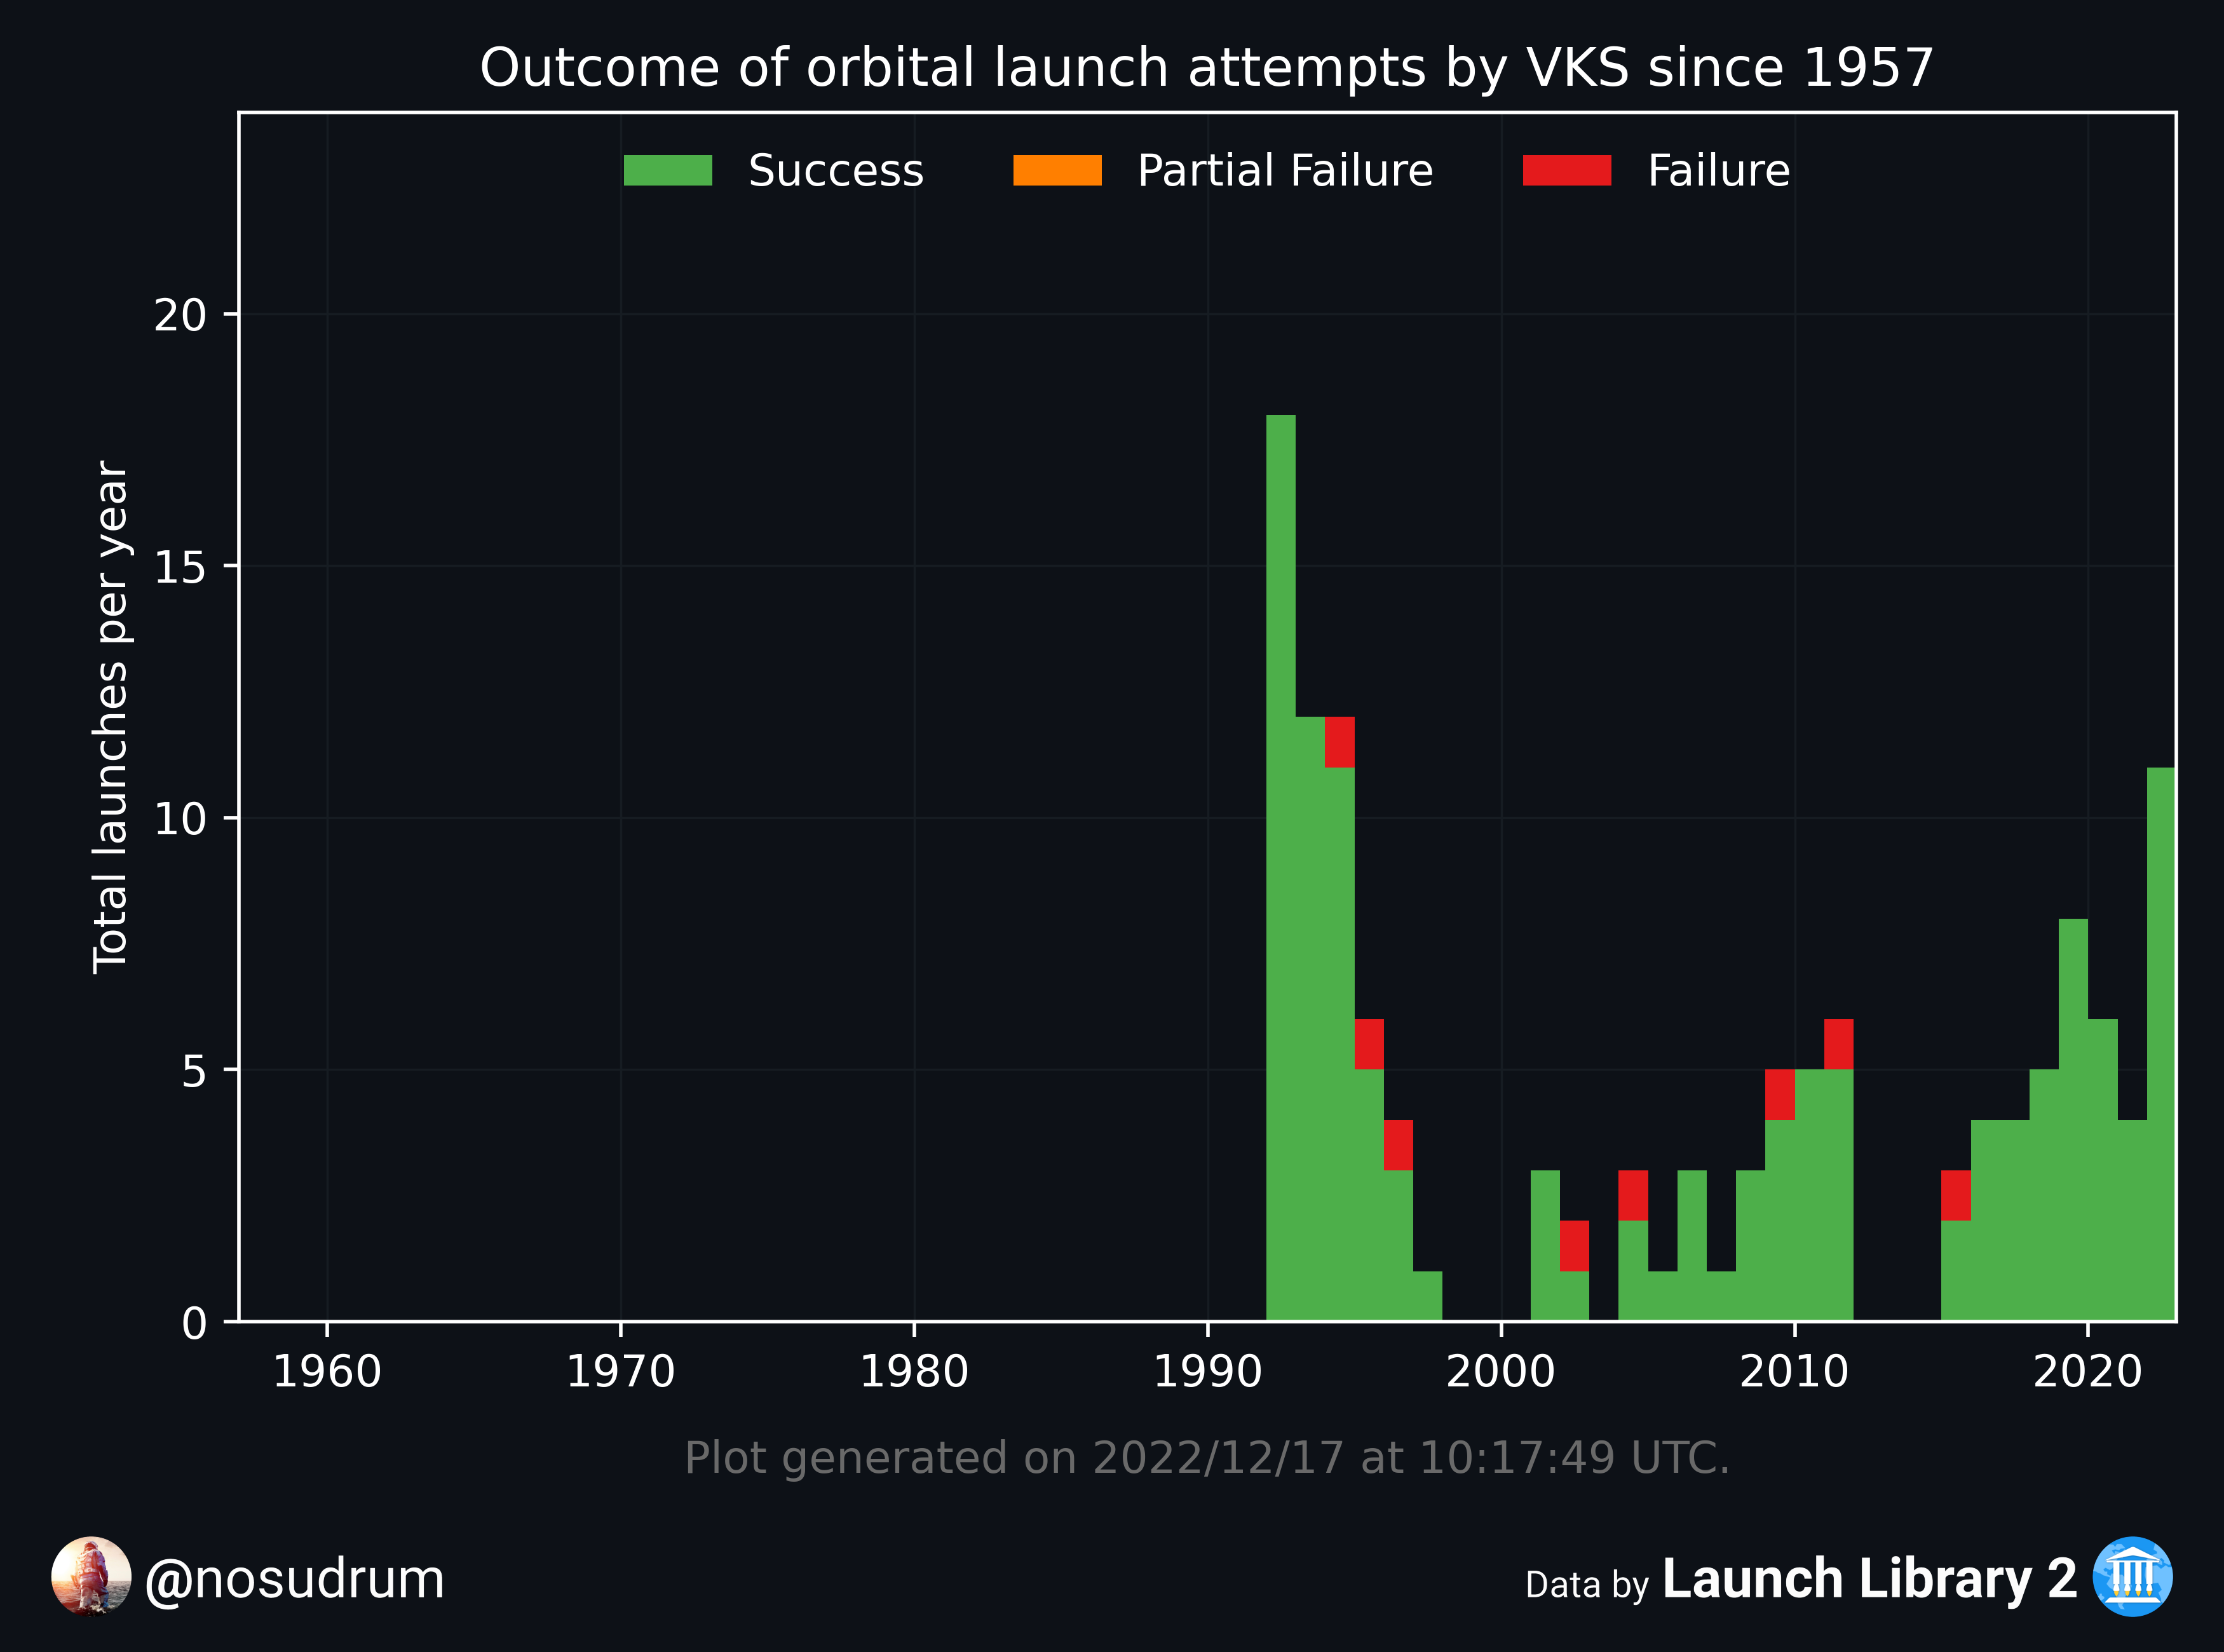 Outcome of orbital launch attempts by VKS since 1957
Success Partial Failure Failure
Total launches per year
20
15
10
5
0
1960 1970 1980 1990 2000 2010 2020
Plot generated on 2022/12/17 at 10:17:49 UTC.
@nosudrum
Data by Launch Library 2